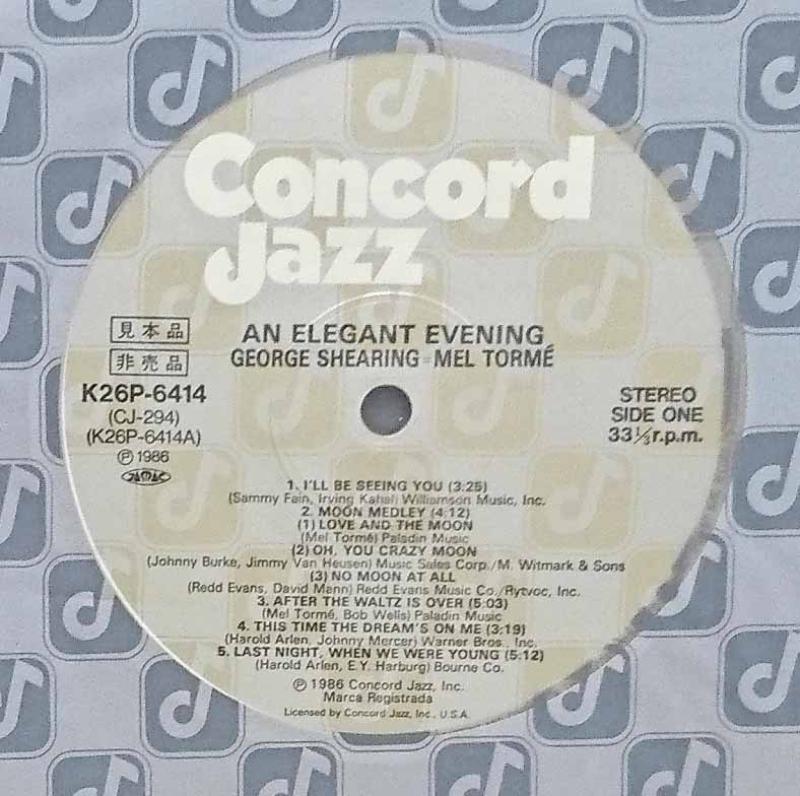 Concord
Jazz
見本品
非売品
AN ELEGANT EVENING
GEORGE SHEARING MEL TORMÉ
K26P-6414
(CJ-294)
(K26P-6414A)
Ⓟ1986
STEREO
SIDE ONE
33⅓r.p.m.
1. I'LL BE SEEING YOU (3:25)
(Sammy Fain, Irving Kahal) Williamson Music, Inc.
2. MOON MEDLEY (4:12)
(1) LOVE AND THE MOON
(Mel Tormé) Paladin Music
(2) OH, YOU CRAZY MOON
(Johnny Burke, Jimmy Van Heusen) Music Sales Corp./M. Witmark & Sons
(3) NO MOON AT ALL
(Redd Evans, David Mann) Redd Evans Music Co./Rytvoc, Inc.
3. AFTER THE WALTZ IS OVER (5:03)
(Mel Tormé, Bob Wells) Paladin Music
4. THIS TIME THE DREAM'S ON ME (3:19)
(Harold Arlen, Johnny Mercer) Warner Bros., Inc.
5. LAST NIGHT, WHEN WE WERE YOUNG (5:12)
(Harold Arlen, E.Y. Harburg) Bourne Co.
Ⓟ 1986 Concord Jazz, Inc.
Marca Registrada
Licensed by Concord Jazz, Inc., U.S.A.